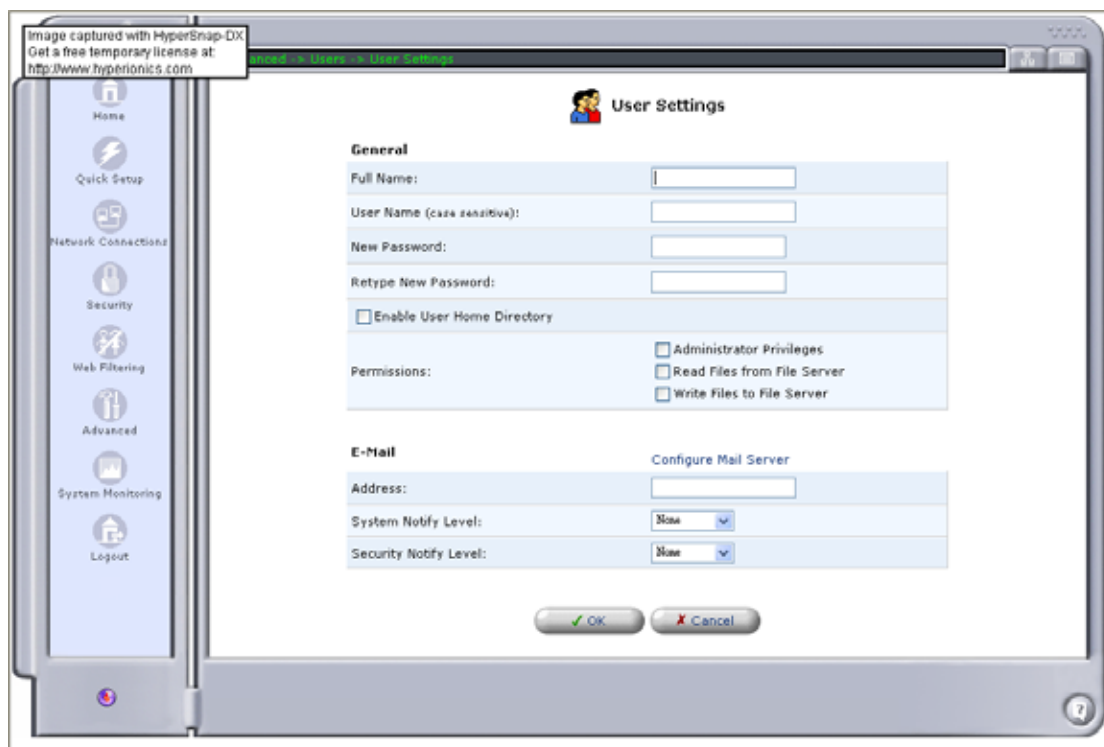 Image captured with HyperSnap-DX
Get a free temporary license at:
http://www.hyperionics.com
anced -> Users -> User Settings
Home
Quick Setup
Network Connections
Security
Web Filtering
Advanced
System Monitoring
Logout
User Settings
General
Full Name:
User Name (case sensitive):
New Password:
Retype New Password:
Enable User Home Directory
Permissions:
Administrator Privileges
Read Files from File Server
Write Files to File Server
E-Mail
Configure Mail Server
Address:
System Notify Level: None
Security Notify Level: None
✓ OK
✗ Cancel
?